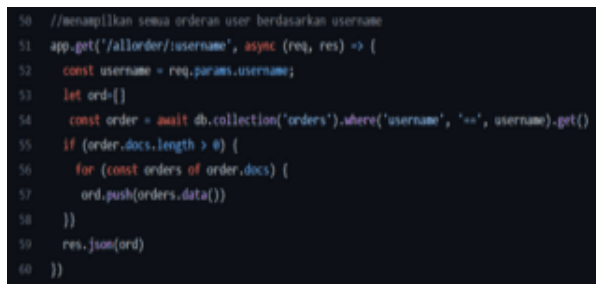 50 //menampilkan semua orderan user berdasarkan username
51 app.get('/allorder/:username', async (req, res) => {
52 const username = req.params.username;
53 let ord=[]
54 const order = await db.collection('orders').where('username', '==', username).get()
55 if (order.docs.length > 0) {
56 for (const orders of order.docs) {
57 ord.push(orders.data())
58 }}
59 res.json(ord)
60 })